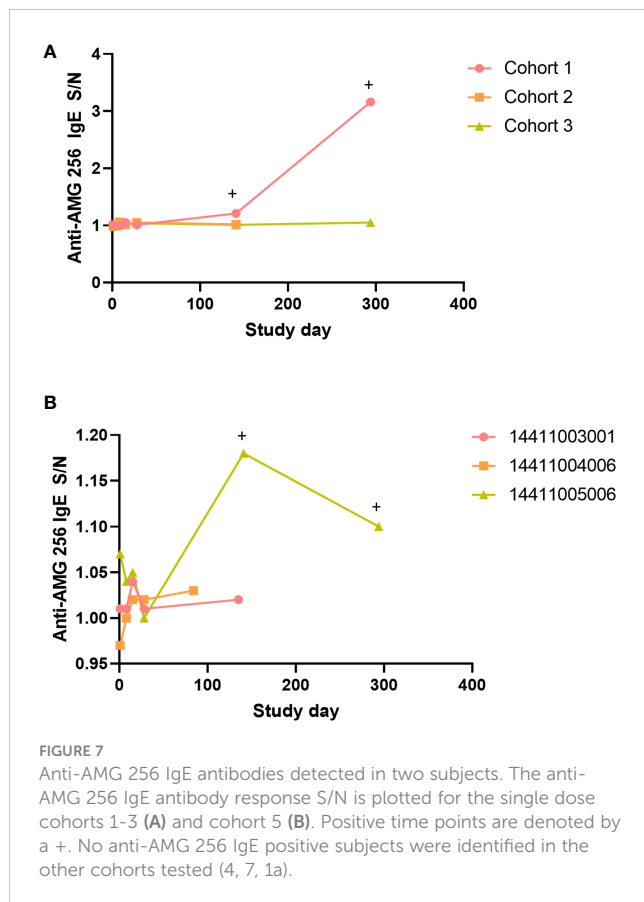 A
Anti-AMG 256 IgE S/N
4
3
2
1
0
+
+
0
100
200
300
400
Study day
Cohort 1
Cohort 2
Cohort 3
B
Anti-AMG 256 IgE S/N
1.20
1.15
1.10
1.05
1.00
0.95
+
+
0
100
200
300
400
Study day
14411003001
14411004006
14411005006
FIGURE 7
Anti-AMG 256 IgE antibodies detected in two subjects. The anti-
AMG 256 IgE antibody response S/N is plotted for the single dose
cohorts 1-3 (A) and cohort 5 (B). Positive time points are denoted by
a +. No anti-AMG 256 IgE positive subjects were identified in the
other cohorts tested (4, 7, 1a).